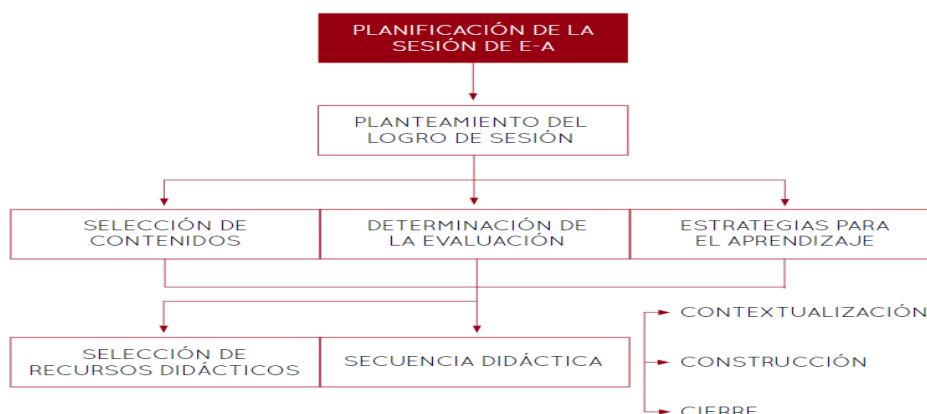 PLANIFICACIÓN DE LA
SESIÓN DE E-A
PLANTEAMIENTO DEL
LOGRO DE SESIÓN
SELECCIÓN DE
CONTENIDOS
DETERMINACIÓN DE
LA EVALUACIÓN
ESTRATEGIAS PARA
EL APRENDIZAJE
SELECCIÓN DE
RECURSOS DIDÁCTICOS
SECUENCIA DIDÁCTICA
CONTEXTUALIZACIÓN
CONSTRUCCIÓN
CIERRE